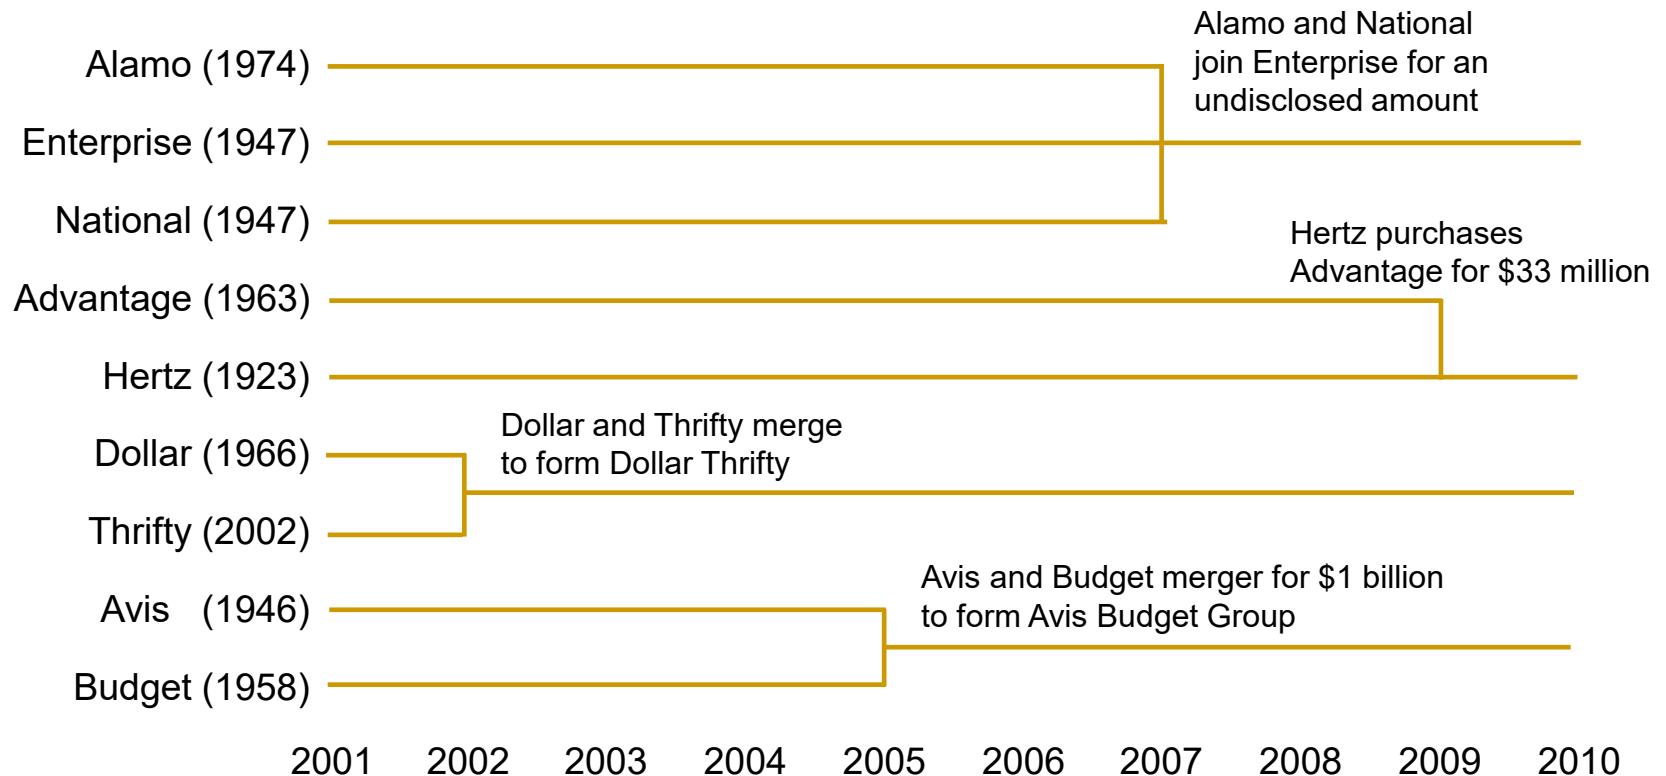 Alamo and National
join Enterprise for an
undisclosed amount
Alamo (1974)
Enterprise (1947)
National (1947)
Hertz purchases
Advantage for $33 million
Advantage (1963)
Hertz (1923)
Dollar and Thrifty merge
to form Dollar Thrifty
Dollar (1966)
Thrifty (2002)
Avis and Budget merger for $1 billion
to form Avis Budget Group
Avis (1946)
Budget (1958)
2001 2002 2003 2004 2005 2006 2007 2008 2009 2010